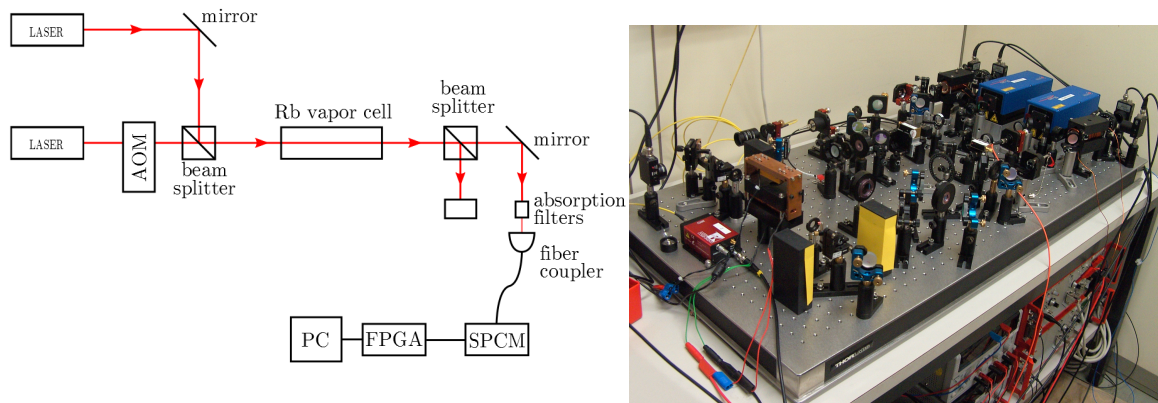 LASER
mirror
LASER
AOM
beam
splitter
Rb vapor cell
beam
splitter
mirror
absorption
filters
fiber
coupler
SPCM
FPGA
PC
THORLABS